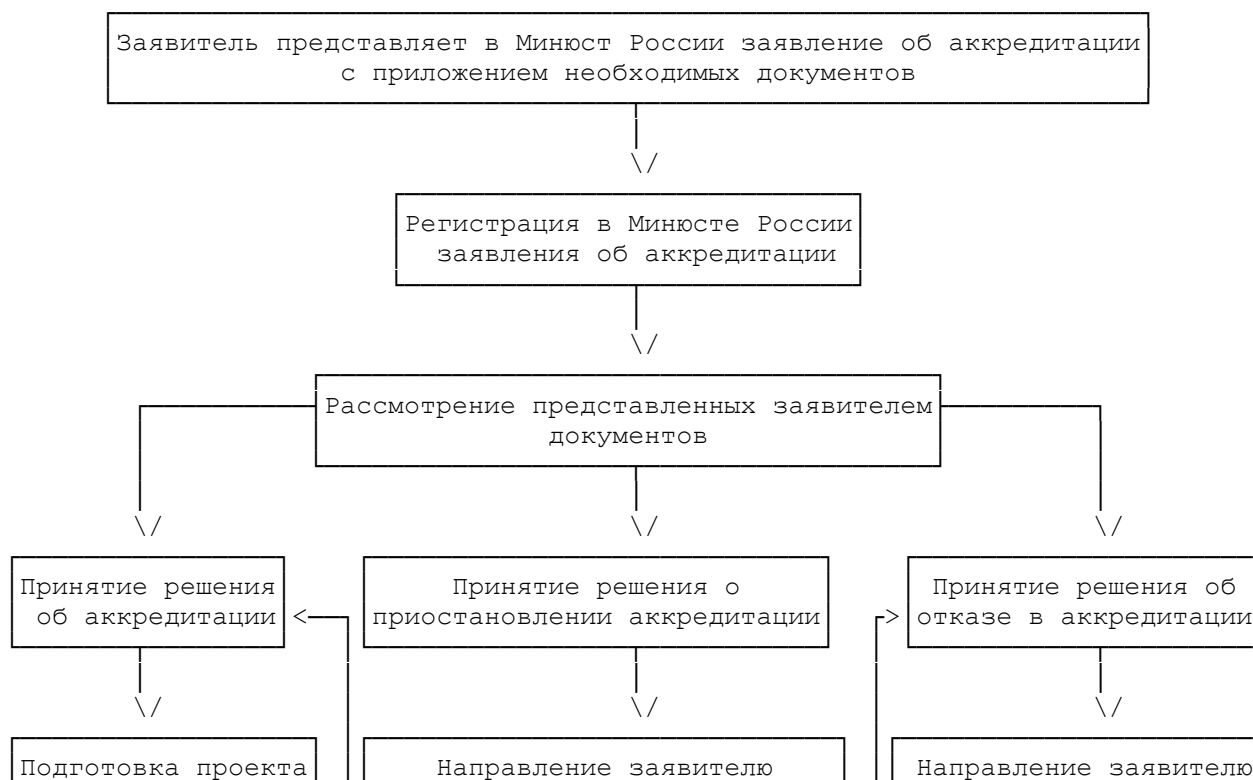 Заявитель представляет в Минюст России заявление об аккредитации
с приложением необходимых документов
Регистрация в Минюсте России
заявления об аккредитации
Рассмотрение представленных заявителем
документов
Принятие решения
об аккредитации
Принятие решения о
приостановлении аккредитации
Принятие решения об
отказе в аккредитации
Подготовка проекта
Направление заявителю
Направление заявителю